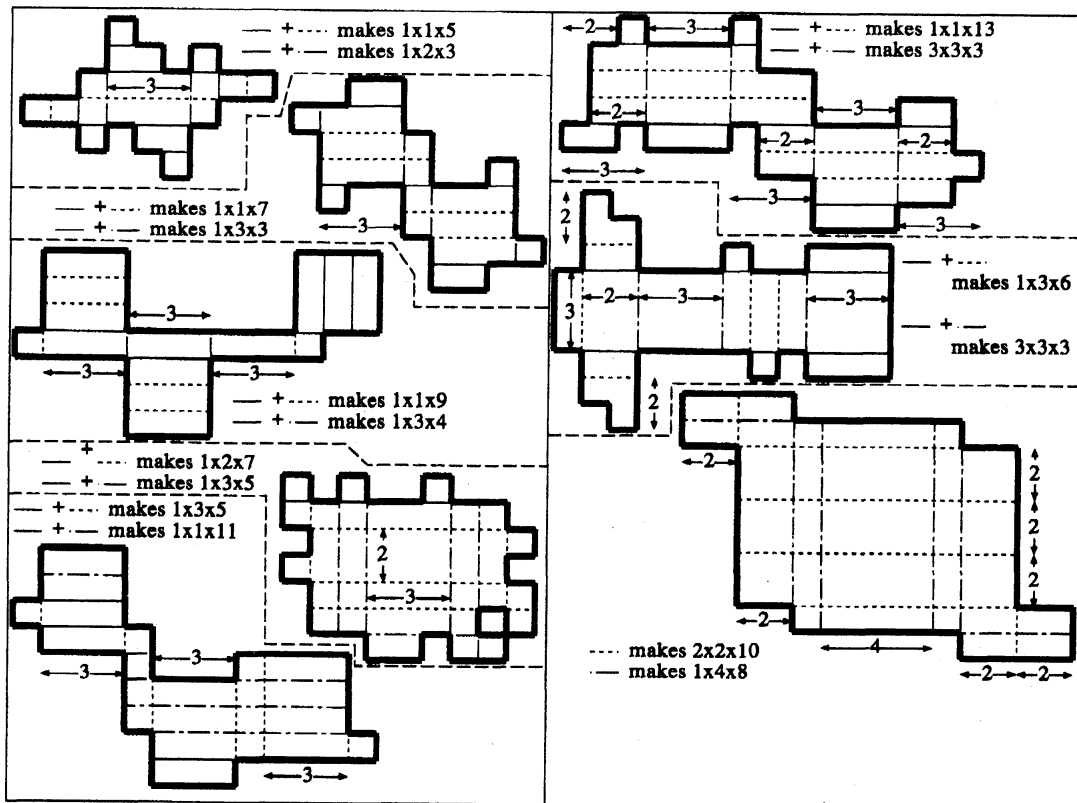 — + ---- makes 1x1x5
— + —-— makes 1x2x3
3
— + ---- makes 1x1x7
— + —-— makes 1x3x3
3
3
3
3
— + ---- makes 1x1x9
— + —-— makes 1x3x4
— + ---- makes 1x2x7
— + —-— makes 1x3x5
— + ---- makes 1x3x5
— + —-— makes 1x1x11
2
3
3
3
3
— + ---- makes 1x1x13
— + —-— makes 3x3x3
2
3
2
3
3
2
2
3
3
2
2
3
3
3
2
— + ----
makes 1x3x6
— + —-—
makes 3x3x3
2
2
2
2
2
4
2
2
---- makes 2x2x10
—-— makes 1x4x8